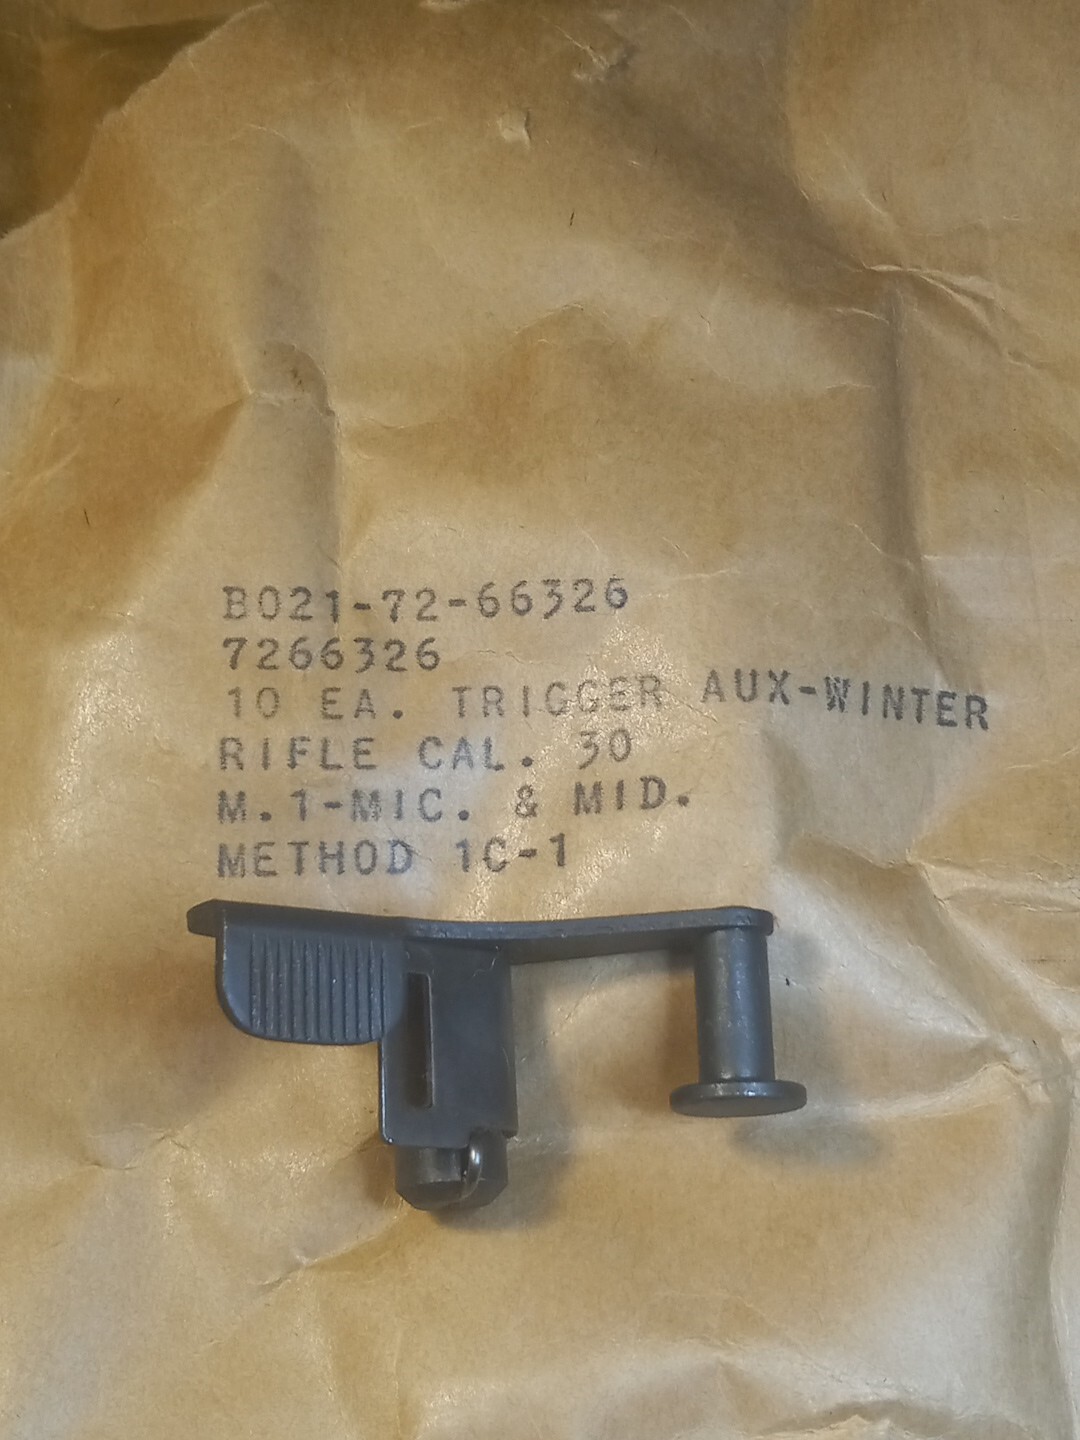 B021-72-66326
7266326
10 EA. TRIGGER AUX-WINTER
RIFLE CAL. 30
M.1-MIC. & MID.
METHOD 1C-1